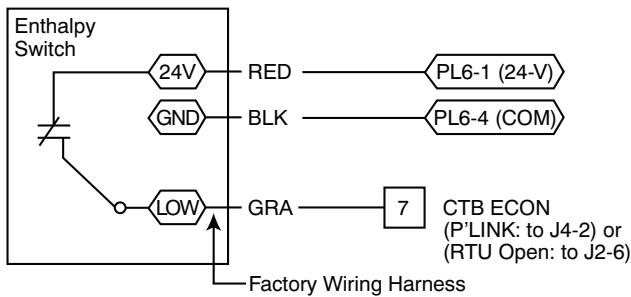 Enthalpy
Switch
24V RED PL6-1 (24-V)
GND BLK PL6-4 (COM)
LOW GRA 7 CTB ECON
(P'LINK: to J4-2) or
(RTU Open: to J2-6)
Factory Wiring Harness